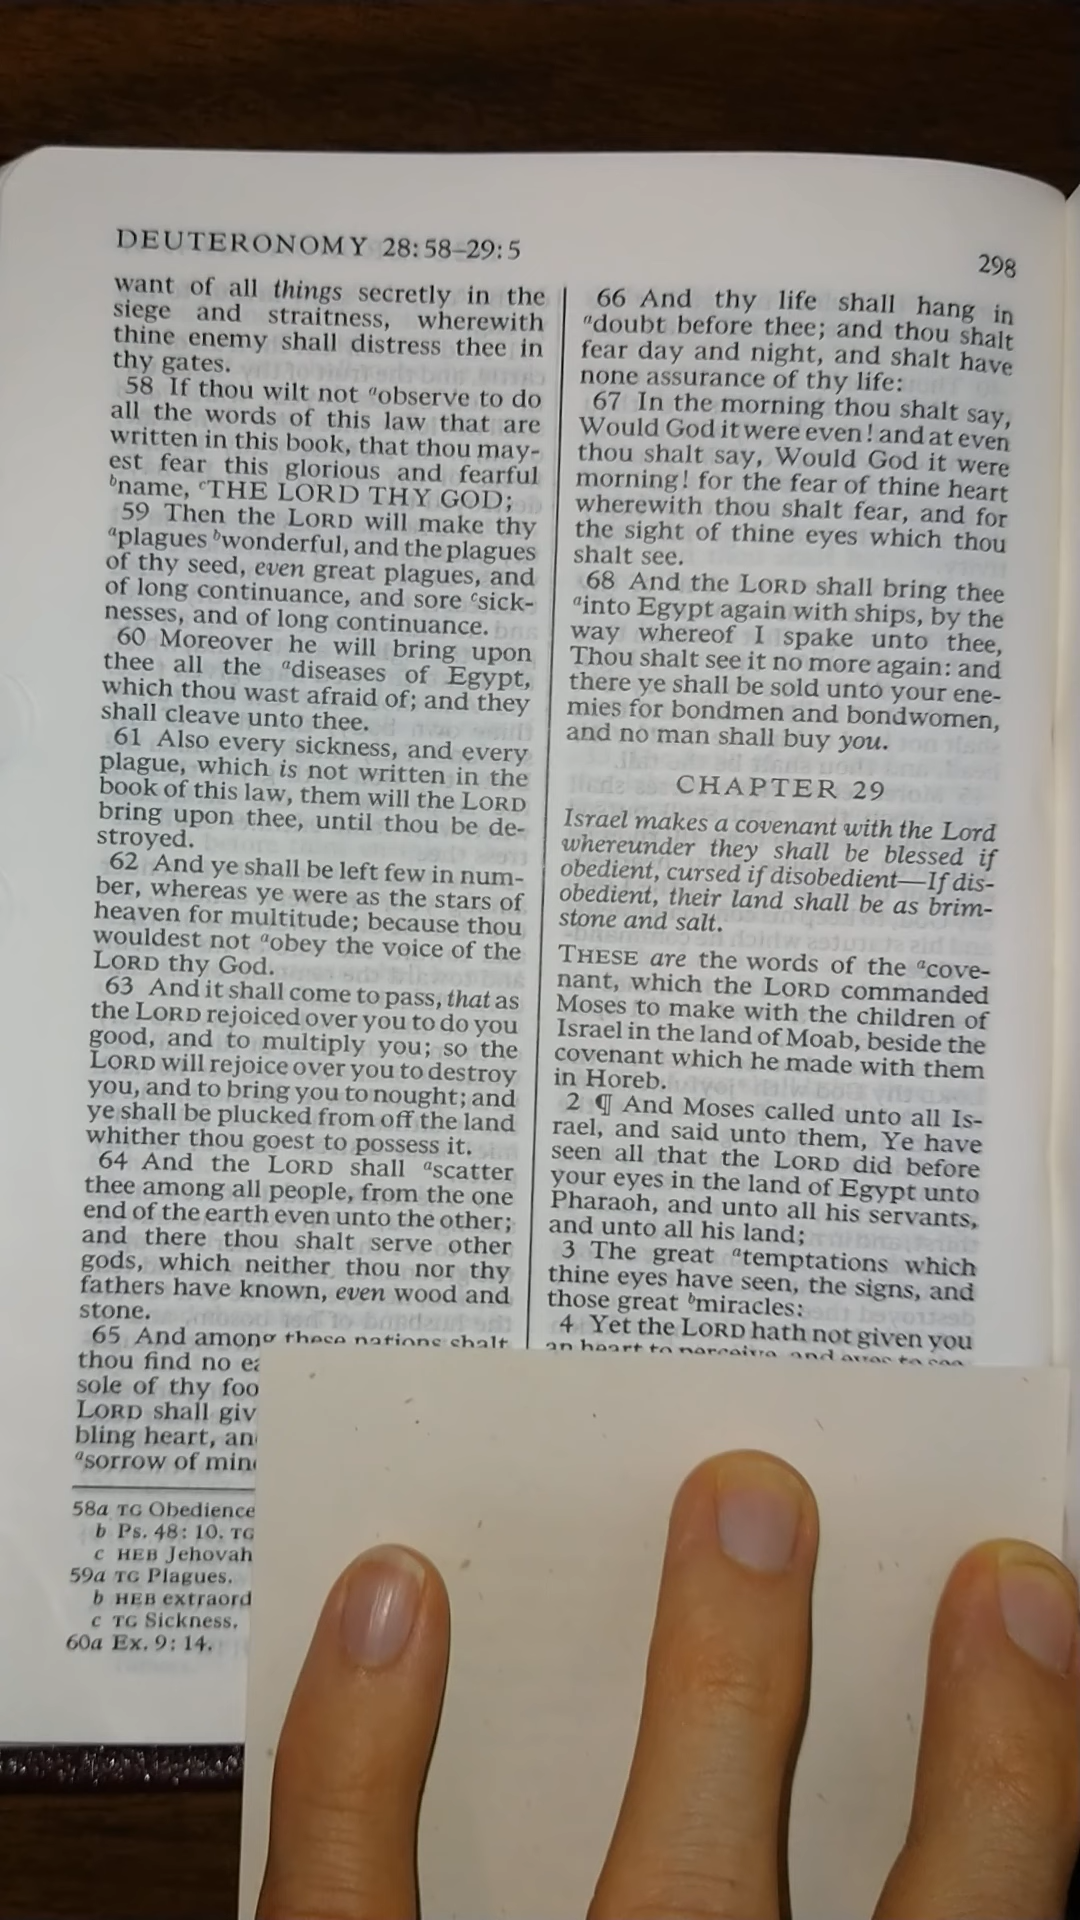 DEUTERONOMY 28:58–29:5
298
want of all things secretly in the
siege and straitness, wherewith
thine enemy shall distress thee in
thy gates.
58 If thou wilt not aobserve to do
all the words of this law that are
written in this book, that thou may-
est fear this glorious and fearful
bname, cTHE LORD THY GOD;
59 Then the LORD will make thy
aplagues bwonderful, and the plagues
of thy seed, even great plagues, and
of long continuance, and sore csick-
nesses, and of long continuance.
60 Moreover he will bring upon
thee all the adiseases of Egypt,
which thou wast afraid of; and they
shall cleave unto thee.
61 Also every sickness, and every
plague, which is not written in the
book of this law, them will the LORD
bring upon thee, until thou be de-
stroyed.
62 And ye shall be left few in num-
ber, whereas ye were as the stars of
heaven for multitude; because thou
wouldest not aobey the voice of the
LORD thy God.
63 And it shall come to pass, that as
the LORD rejoiced over you to do you
good, and to multiply you; so the
LORD will rejoice over you to destroy
you, and to bring you to nought; and
ye shall be plucked from off the land
whither thou goest to possess it.
64 And the LORD shall ascatter
thee among all people, from the one
end of the earth even unto the other;
and there thou shalt serve other
gods, which neither thou nor thy
fathers have known, even wood and
stone.
65 And among these nations shalt
thou find no
sole of thy foo
LORD shall giv
bling heart, an
asorrow of min
58a TG Obedience
b Ps. 48: 10. TG
c HEB Jehovah
59a TG Plagues.
b HEB extraord
c TG Sickness.
60a Ex. 9: 14.
66 And thy life shall hang in
adoubt before thee; and thou shalt
fear day and night, and shalt have
none assurance of thy life:
67 In the morning thou shalt say,
Would God it were even! and at even
thou shalt say, Would God it were
morning! for the fear of thine heart
wherewith thou shalt fear, and for
the sight of thine eyes which thou
shalt see.
68 And the LORD shall bring thee
ainto Egypt again with ships, by the
way whereof I spake unto thee,
Thou shalt see it no more again: and
there ye shall be sold unto your ene-
mies for bondmen and bondwomen,
and no man shall buy you.
CHAPTER 29
Israel makes a covenant with the Lord
whereunder they shall be blessed if
obedient, cursed if disobedient—If dis-
obedient, their land shall be as brim-
stone and salt.
THESE are the words of the acove-
nant, which the LORD commanded
Moses to make with the children of
Israel in the land of Moab, beside the
covenant which he made with them
in Horeb.
2 ¶ And Moses called unto all Is-
rael, and said unto them, Ye have
seen all that the LORD did before
your eyes in the land of Egypt unto
Pharaoh, and unto all his servants,
and unto all his land;
3 The great atemptations which
thine eyes have seen, the signs, and
those great bmiracles:
4 Yet the LORD hath not given you
an heart to perceive, and eyes to see,